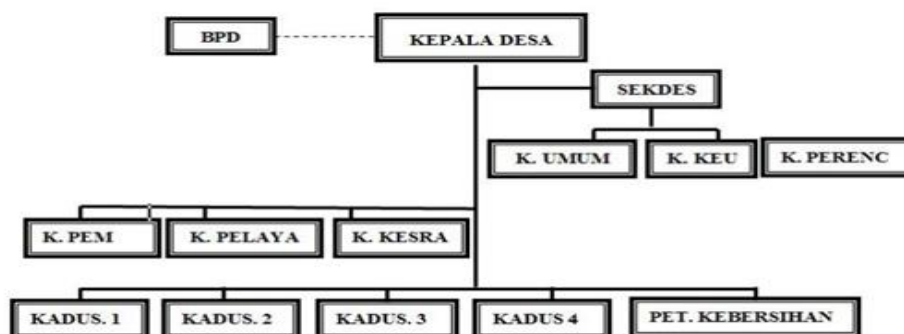 BPD
KEPALA DESA
SEKDES
K. UMUM
K. KEU
K. PERENC
K. PEM
K. PELAYA
K. KESRA
KADUS. 1
KADUS. 2
KADUS. 3
KADUS 4
PET. KEBERSIHAN